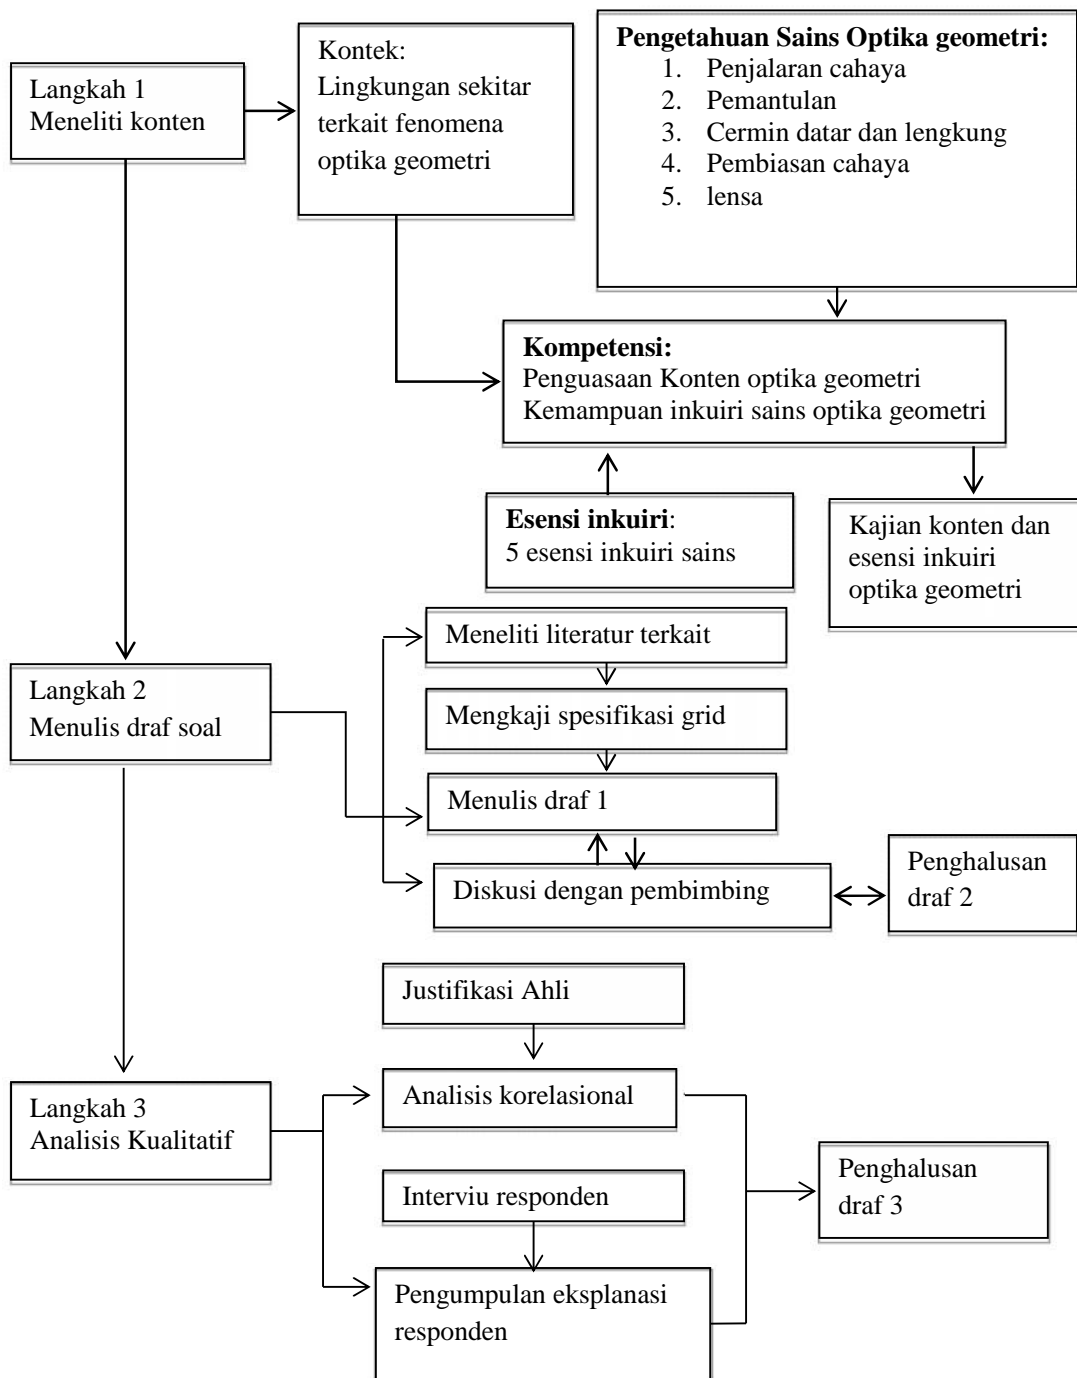 Langkah 1
Meneliti konten
Kontek:
Lingkungan sekitar
terkait fenomena
optika geometri
Pengetahuan Sains Optika geometri:
1. Penjalaran cahaya
2. Pemantulan
3. Cermin datar dan lengkung
4. Pembiasan cahaya
5. lensa
Kompetensi:
Penguasaan Konten optika geometri
Kemampuan inkuiri sains optika geometri
Esensi inkuiri:
5 esensi inkuiri sains
Kajian konten dan
esensi inkuiri
optika geometri
Langkah 2
Menulis draf soal
Meneliti literatur terkait
Mengkaji spesifikasi grid
Menulis draf 1
Diskusi dengan pembimbing
Penghalusan
draf 2
Langkah 3
Analisis Kualitatif
Justifikasi Ahli
Analisis korelasional
Interviu responden
Pengumpulan eksplanasi
responden
Penghalusan
draf 3